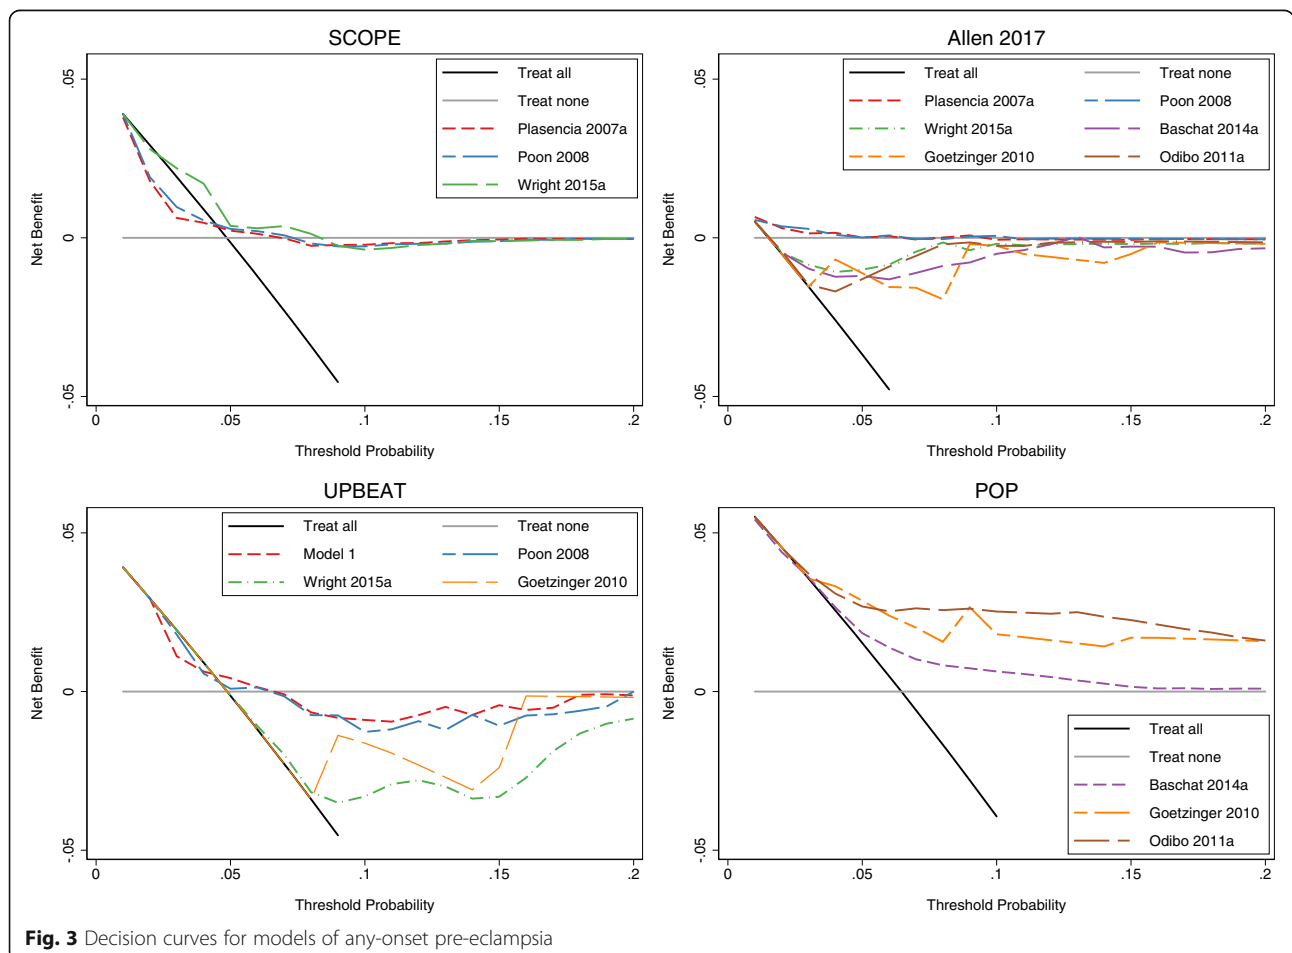 SCOPE
.05
0
-.05
Net Benefit
Treat all
Treat none
Plasencia 2007a
Poon 2008
Wright 2015a
0 .05 .1 .15 .2
Threshold Probability
Allen 2017
.05
0
-.05
Net Benefit
Treat all Treat none
Plasencia 2007a Poon 2008
Wright 2015a Baschat 2014a
Goetzinger 2010 Odibo 2011a
0 .05 .1 .15 .2
Threshold Probability
UPBEAT
.05
0
-.05
Net Benefit
Treat all Treat none
Model 1 Poon 2008
Wright 2015a Goetzinger 2010
0 .05 .1 .15 .2
Threshold Probability
POP
.05
0
-.05
Net Benefit
Treat all
Treat none
Baschat 2014a
Goetzinger 2010
Odibo 2011a
0 .05 .1 .15 .2
Threshold Probability
Fig. 3 Decision curves for models of any-onset pre-eclampsia